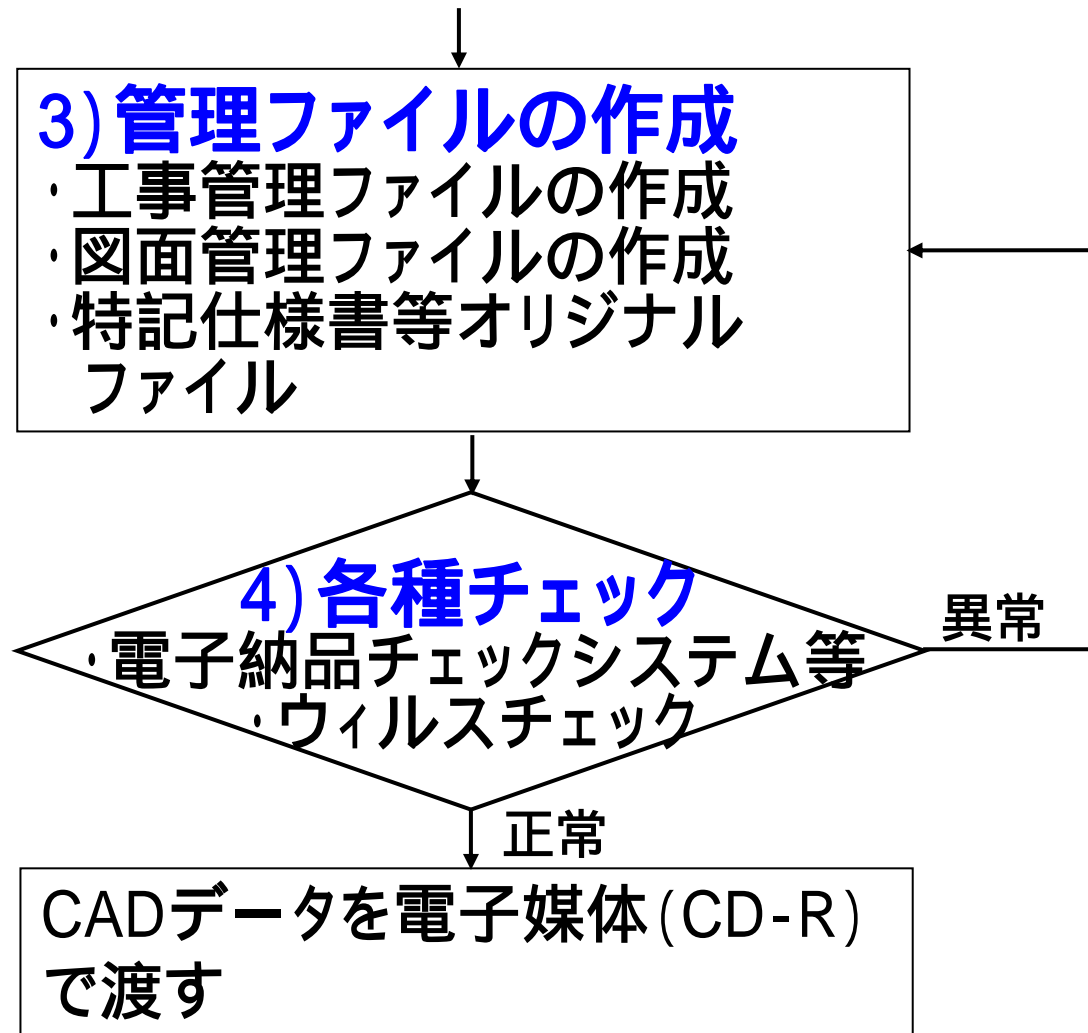 3)管理ファイルの作成
・工事管理ファイルの作成
・図面管理ファイルの作成
・特記仕様書等オリジナル
ファイル
4)各種チェック
・電子納品チェックシステム等
・ウィルスチェック
異常
正常
CADデータを電子媒体(CD-R)
で渡す